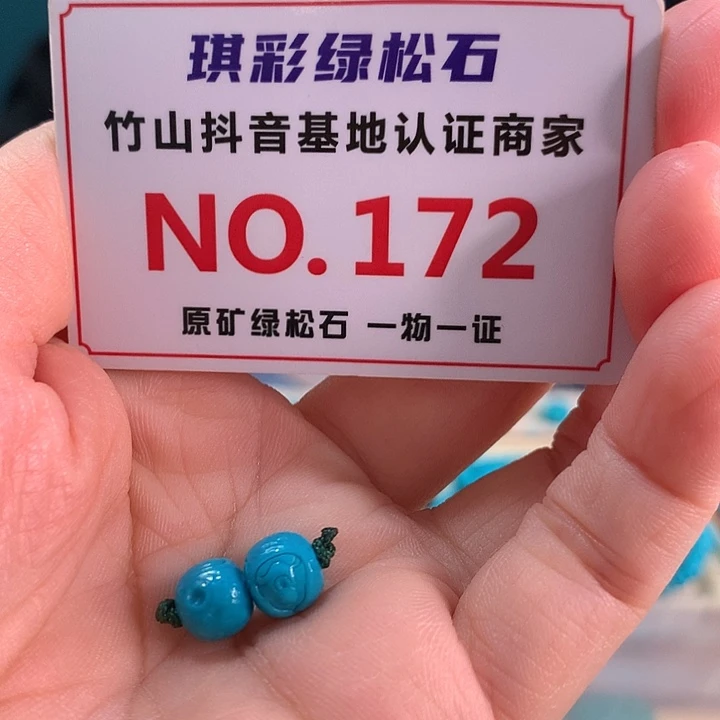 琪彩绿松石
竹山抖音基地认证商家
NO.172
原矿绿松石 一物一证